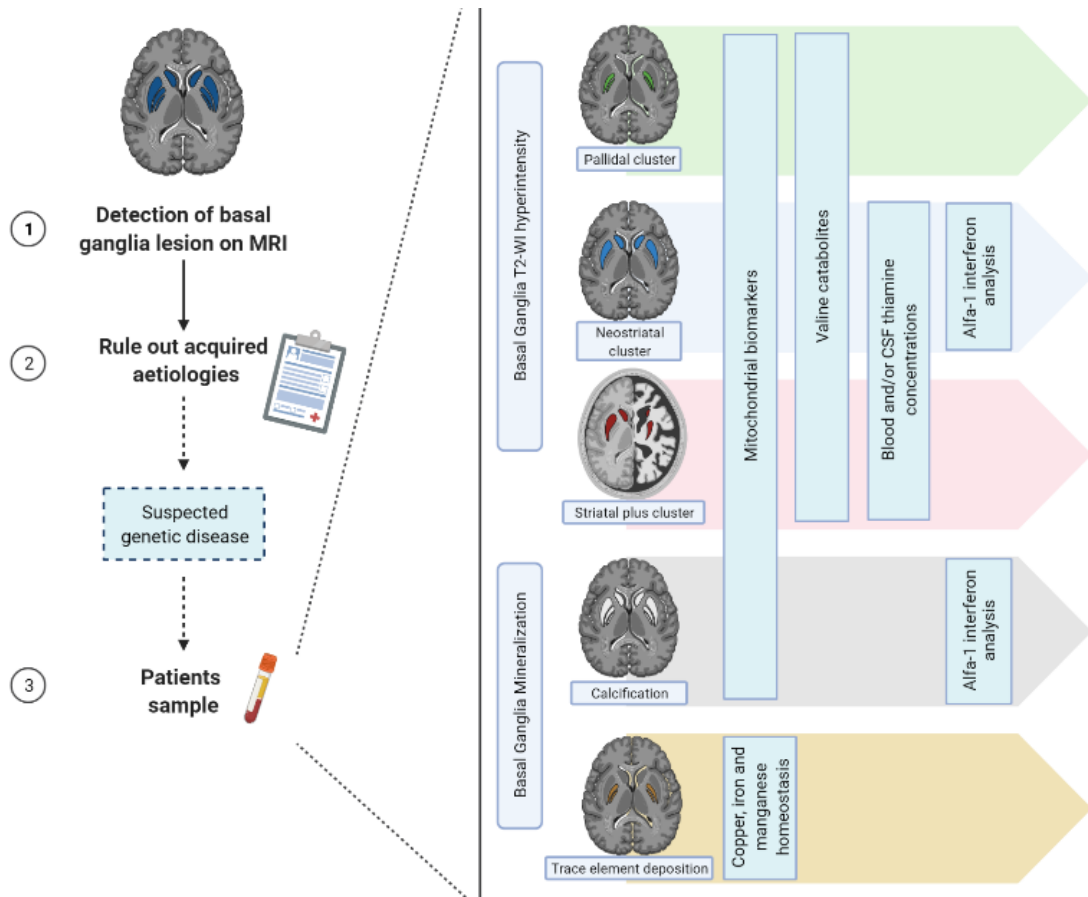 1
Detection of basal
ganglia lesion on MRI
2
Rule out acquired
aetiologies
Suspected
genetic disease
3
Patients
sample
Basal Ganglia T2-WI hyperintensity
Pallidal cluster
Neostriatal
cluster
Striatal plus cluster
Basal Ganglia Mineralization
Calcification
Trace element deposition
Mitochondrial biomarkers
Valine catabolites
Blood and/or CSF thiamine
concentrations
Alfa-1 interferon
analysis
Alfa-1 interferon
analysis
Copper, iron and
manganese
homeostasis